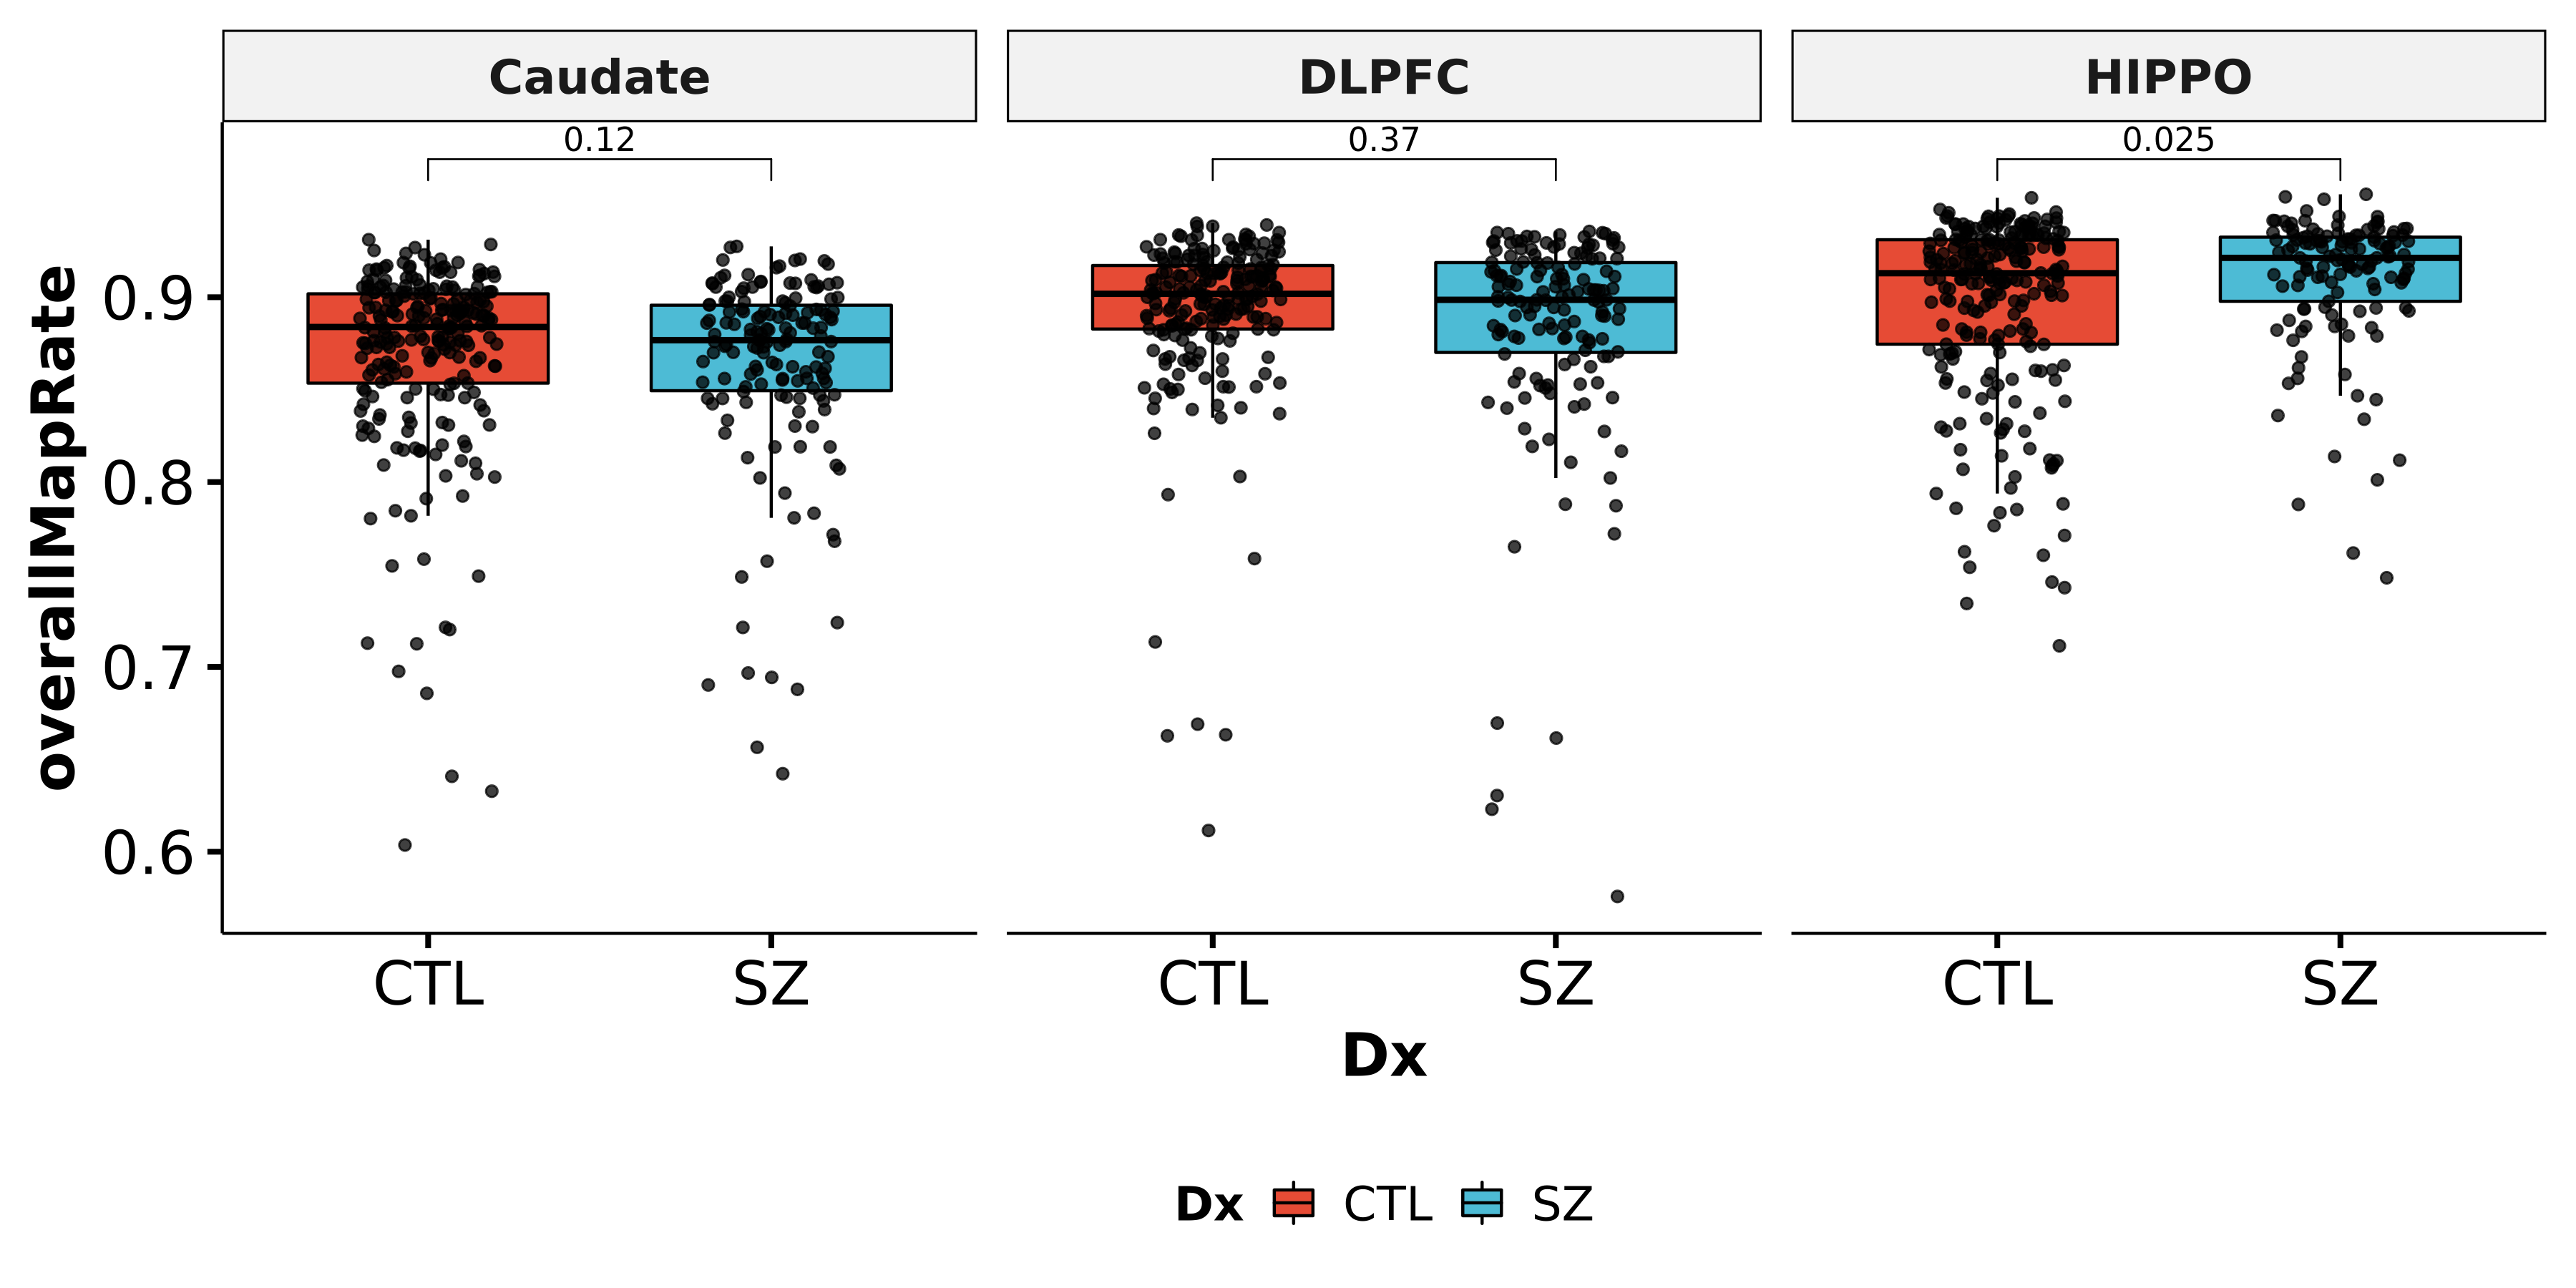 Caudate DLPFC HIPPO
0.12 0.37 0.025
overallMapRate
0.9
0.8
0.7
0.6
CTL SZ CTL SZ CTL SZ
Dx
Dx CTL SZ